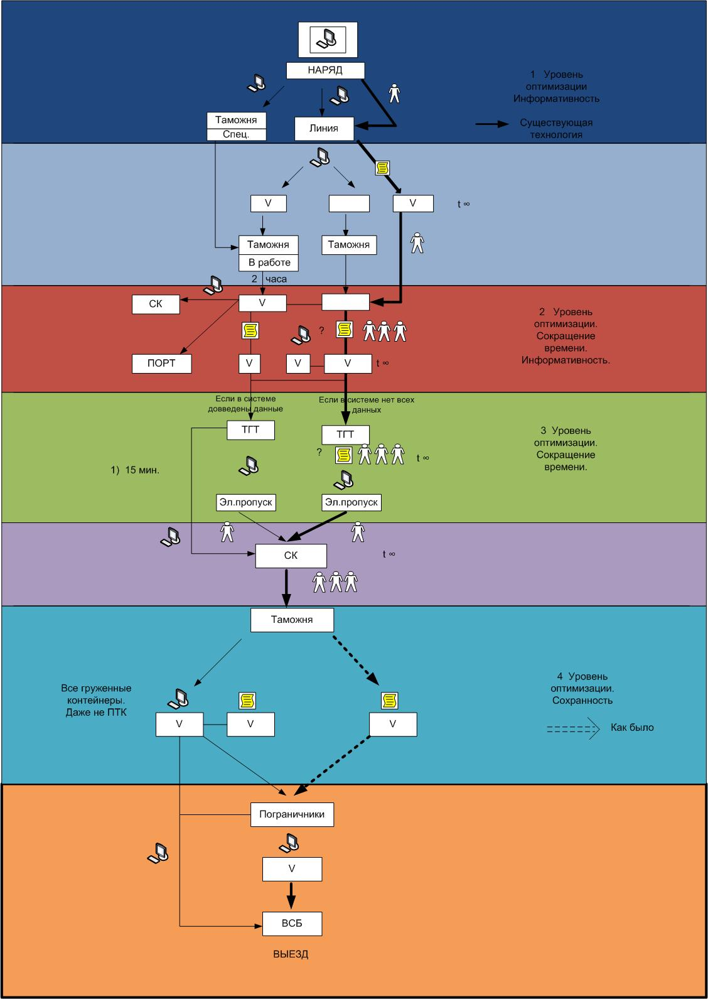 НАРЯД
1 Уровень
оптимизации
Информативность
Таможня
Спец.
Линия
Существующая
технология
V
V
t ∞
Таможня
В работе
Таможня
2 часа
СК
V
2 Уровень
оптимизации.
Сокращение
времени.
Информативность.
?
ПОРТ
V
V
V
t ∞
Если в системе
довведены данные
Если в системе нет всех
данных
ТГТ
ТГТ
3 Уровень
оптимизации.
Сокращение
времени.
?
t ∞
1) 15 мин.
Эл.пропуск
Эл.пропуск
СК
t ∞
Таможня
Все груженные
контейнеры.
Даже не ПТК
4 Уровень
оптимизации.
Сохранность
V
V
V
Как было
Пограничники
V
ВСБ
ВЫЕЗД